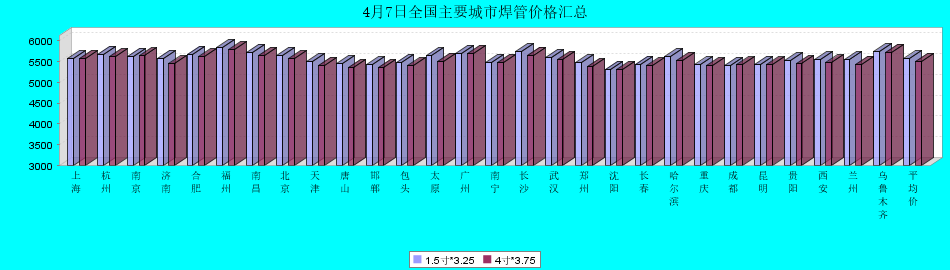 4月7日全国主要城市焊管价格汇总
6000
5500
5000
4500
4000
3500
3000
上海
杭州
南京
济南
合肥
福州
南昌
北京
天津
唐山
邯郸
包头
太原
广州
南宁
长沙
武汉
郑州
沈阳
长春
哈尔滨
重庆
成都
昆明
贵阳
西安
兰州
乌鲁木齐
平均价
1.5寸*3.25
4寸*3.75